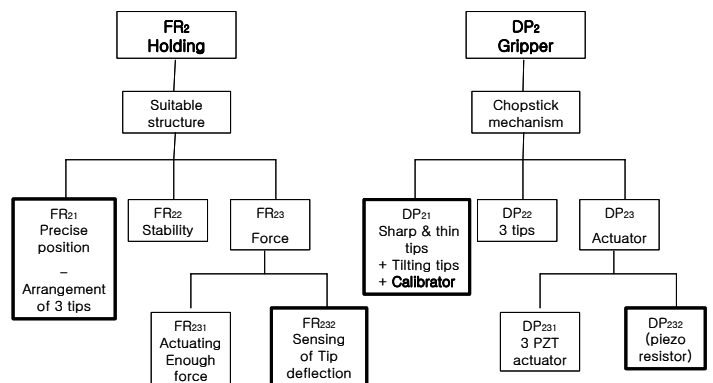 FR2
Holding
DP2
Gripper
Suitable
structure
Chopstick
mechanism
FR21
Precise
position
–
Arrangement
of 3 tips
FR22
Stability
FR23
Force
DP21
Sharp & thin
tips
+ Tilting tips
+ Calibrator
DP22
3 tips
DP23
Actuator
FR231
Actuating
Enough
force
FR232
Sensing
of Tip
deflection
DP231
3 PZT
actuator
DP232
(piezo
resistor)